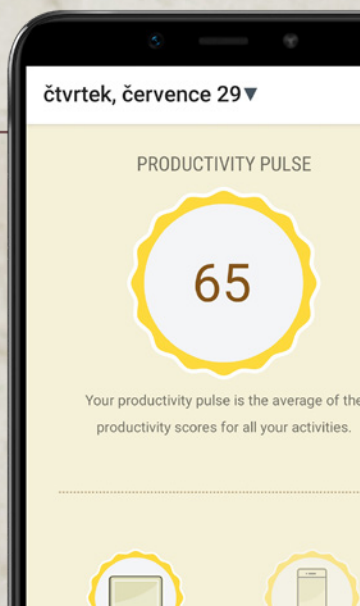 čtvrtek, července 29▼
PRODUCTIVITY PULSE
65
Your productivity pulse is the average of the
productivity scores for all your activities.